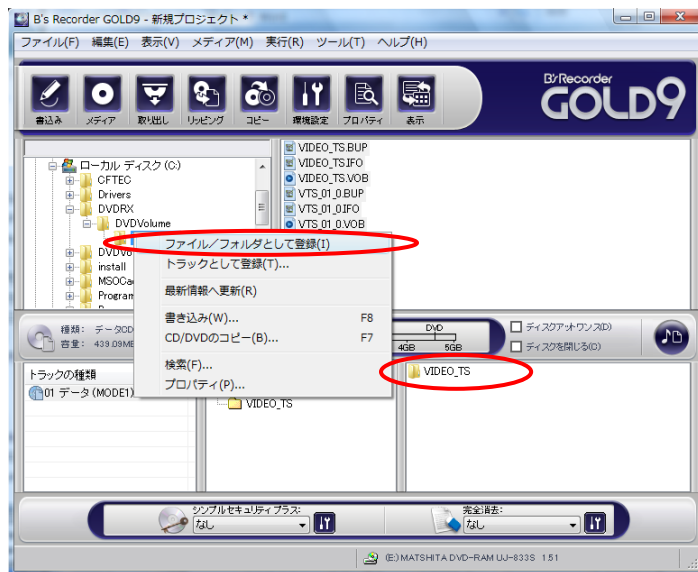 B's Recorder GOLD9 - 新規プロジェクト *
ファイル(F) 編集(E) 表示(V) メディア(M) 実行(R) ツール(T) ヘルプ(H)
書込み メディア 取り出し リッピング コピー 環境設定 プロパティ 表示
B's Recorder
GOLD9
ローカル ディスク (C:)
CFTEC
Drivers
DVDRX
DVDVolume
DVDVo
install
MSOCa
Program
VIDEO_TS.BUP
VIDEO_TS.IFO
VIDEO_TS.VOB
VTS_01_0.BUP
VTS_01_0.IFO
VTS_01_0.VOB
ファイル/フォルダとして登録(I)
トラックとして登録(T)...
最新情報へ更新(R)
書き込み(W)... F8
CD/DVDのコピー(B)... F7
検索(F)...
プロパティ(P)...
種類: データCD
容量: 439.09MB
DVD
4GB 5GB
ディスクアットワンス(D)
ディスクを閉じる(O)
トラックの種類
01 データ (MODE1)
VIDEO_TS
VIDEO_TS
シンプルセキュリティプラス:
なし
完全消去:
なし
(E:) MATSHITA DVD-RAM UJ-833S 1.51